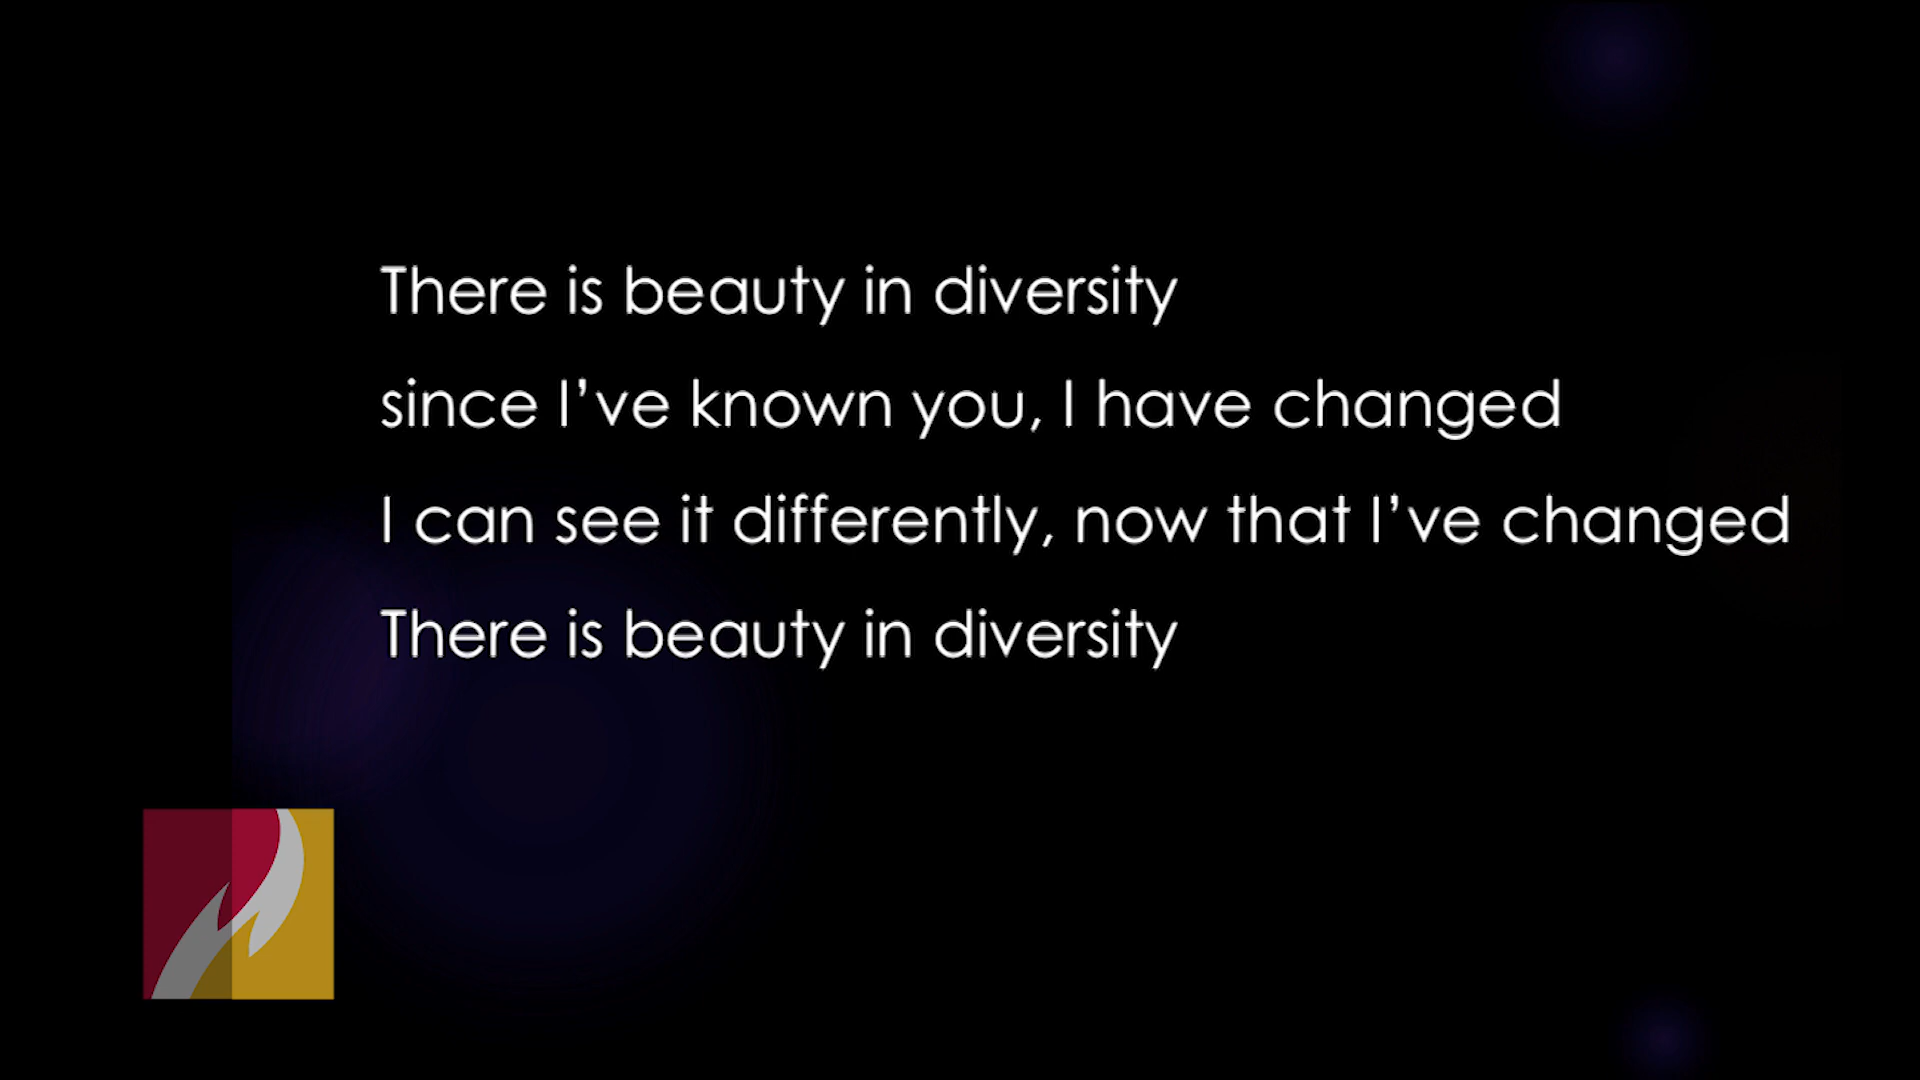 There is beauty in diversity
since I’ve known you, I have changed
I can see it differently, now that I’ve changed
There is beauty in diversity